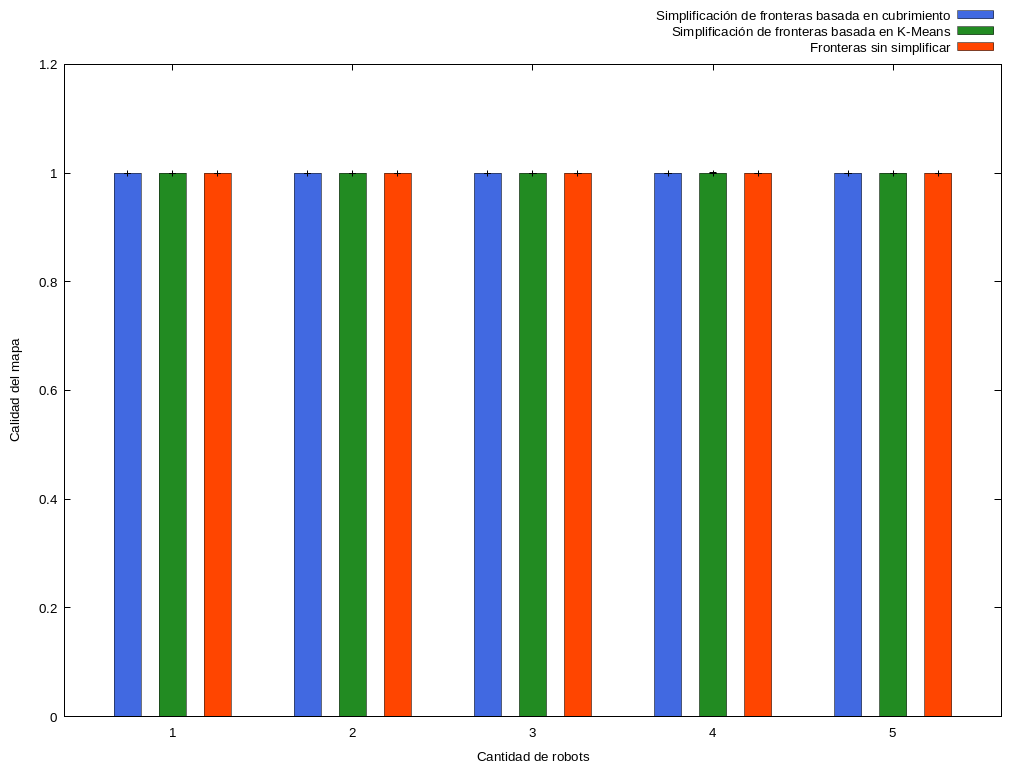 Simplificación de fronteras basada en cubrimiento
Simplificación de fronteras basada en K-Means
Fronteras sin simplificar
1.2
1
0.8
0.6
0.4
0.2
0
Calidad del mapa
1 2 3 4 5
Cantidad de robots